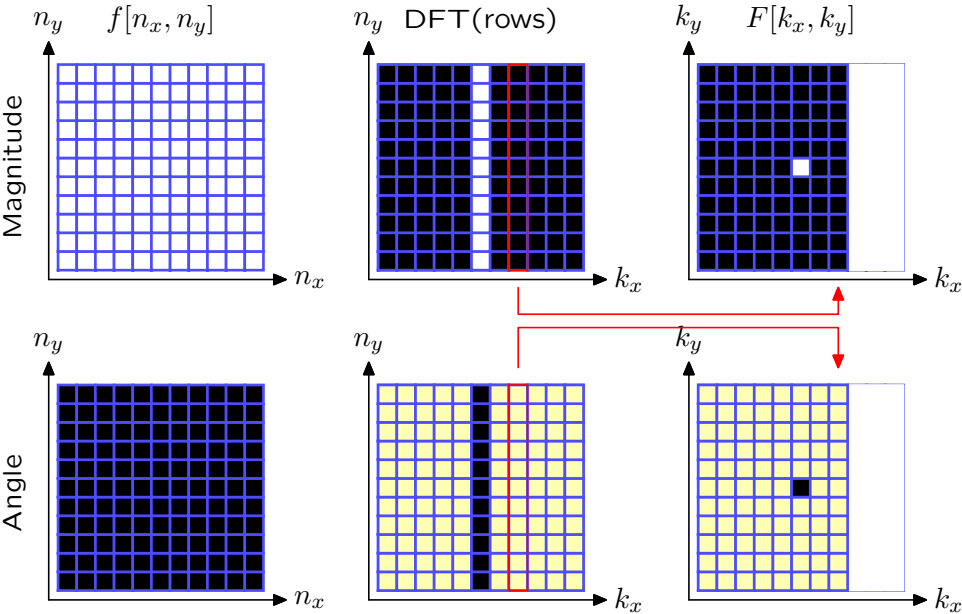 n_y f[n_x, n_y] n_y DFT(rows) k_y F[k_x, k_y]
Magnitude
n_x k_x k_x
n_y n_y k_y
Angle
n_x k_x k_x